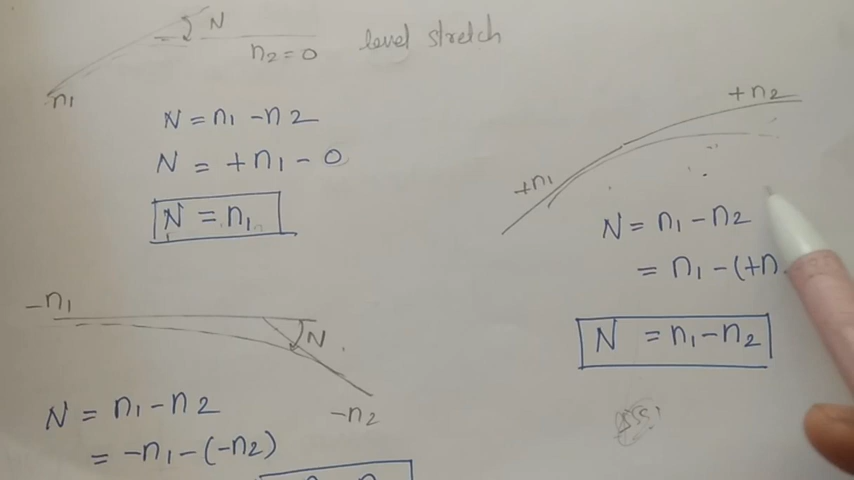 N
n2 = 0 level stretch
n1
N = n1 - n2
N = +n1 - 0
N = n1
+n2
+n1
N = n1 - n2
= n1 - (+n
N = n1 - n2
-n1
N
-n2
N = n1 - n2
= -n1 - (-n2)